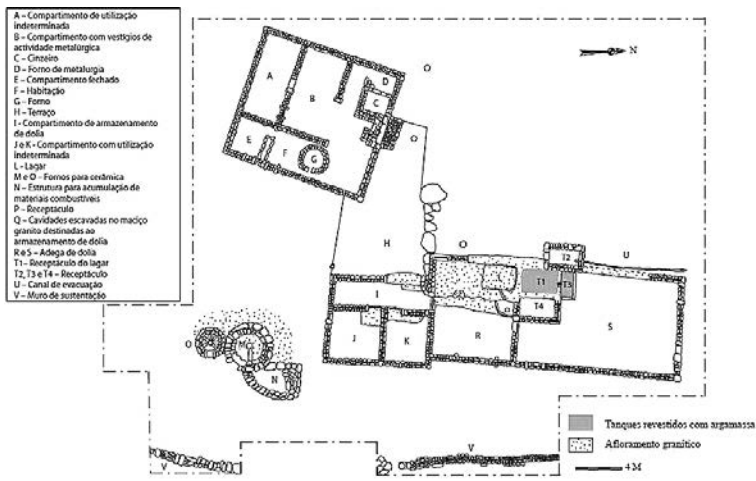 A – Compartimento de utilização
indeterminada
B – Compartimento com vestígios de
actividade metalúrgica
C – Cinzeiro
D – Forno de metalurgia
E – Compartimento fechado
F – Habitação
G – Forno
H – Terraço
I – Compartimento de armazenamento
de dolia
J e K – Compartimento com utilização
indeterminada
L – Lagar
M e O – Fornos para cerâmica
N – Estrutura para acumulação de
materiais combustíveis
P – Receptáculo
Q – Cavidades escavadas no maciço
granito destinadas ao
armazenamento de dolia
R e S – Adega de dolia
T1 – Receptáculo do lagar
T2, T3 e T4 – Receptáculo
U – Canal de evacuação
V – Muro de sustentação
N
A
B
D
C
E
F
G
H
O
T2
U
T1
T3
T4
I
J
K
R
S
O
M
N
V
V
Tanques revestidos com argamassa
Afloramento granítico
4 M